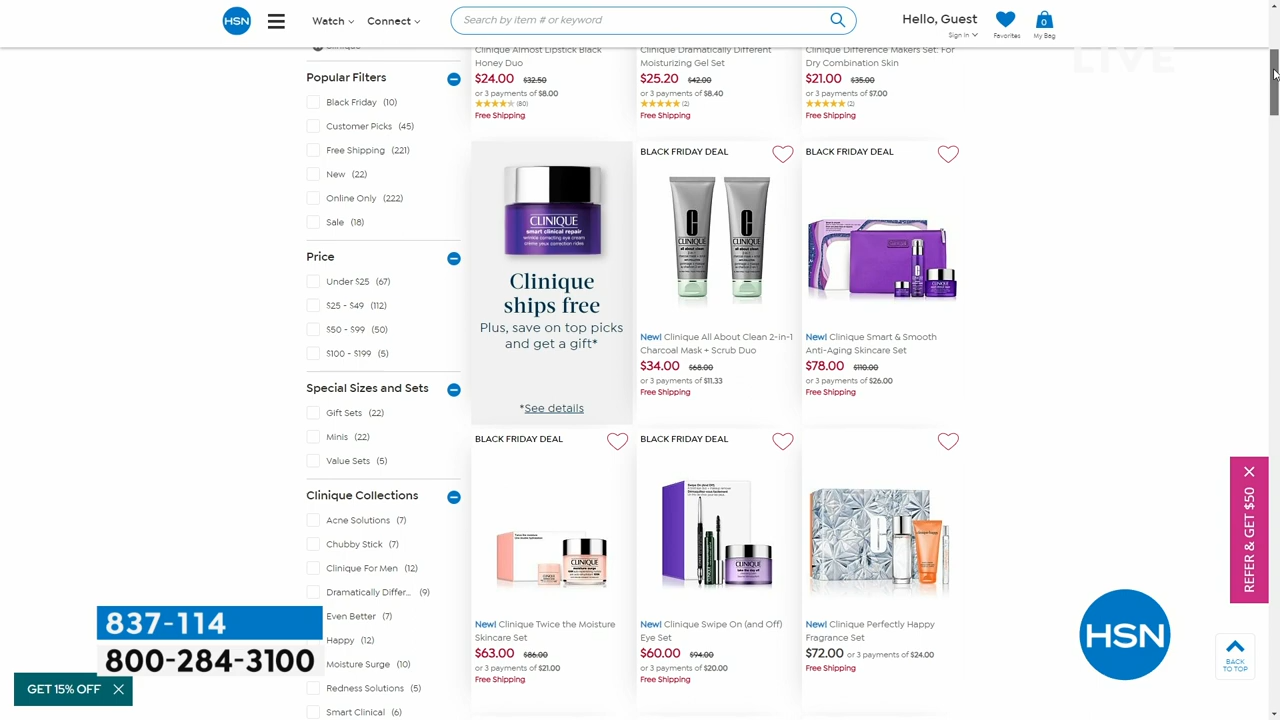 HSN
Watch
Connect
Search by item # or keyword
Hello, Guest
Sign In
Favorites
0
My Bag
LIVE
Clinique Almost Lipstick Black
Honey Duo
$24.00 $32.50
or 3 payments of $8.00
(80)
Free Shipping
Clinique Dramatically Different
Moisturizing Gel Set
$25.20 $42.00
or 3 payments of $8.40
(2)
Free Shipping
Clinique Difference Makers Set: For
Dry Combination Skin
$21.00 $35.00
or 3 payments of $7.00
(2)
Free Shipping
Popular Filters
Black Friday (10)
Customer Picks (45)
Free Shipping (221)
New (22)
Online Only (222)
Sale (18)
Price
Under $25 (67)
$25 - $49 (112)
$50 - $99 (50)
$100 - $199 (5)
Special Sizes and Sets
Gift Sets (22)
Minis (22)
Value Sets (5)
Clinique Collections
Acne Solutions (7)
Chubby Stick (7)
Clinique For Men (12)
Dramatically Differ... (9)
Even Better (7)
Happy (12)
Moisture Surge (10)
Redness Solutions (5)
Smart Clinical (6)
CLINIQUE
smart clinical repair
wrinkle correcting eye cream
Clinique
ships free
Plus, save on top picks
and get a gift*
*See details
BLACK FRIDAY DEAL
CLINIQUE
CLINIQUE
New! Clinique All About Clean 2-in-1
Charcoal Mask + Scrub Duo
$34.00 $68.00
or 3 payments of $11.33
Free Shipping
BLACK FRIDAY DEAL
New! Clinique Smart & Smooth
Anti-Aging Skincare Set
$78.00 $110.00
or 3 payments of $26.00
Free Shipping
BLACK FRIDAY DEAL
CLINIQUE
New! Clinique Twice the Moisture
Skincare Set
$63.00 $86.00
or 3 payments of $21.00
Free Shipping
BLACK FRIDAY DEAL
CLINIQUE
New! Clinique Swipe On (and Off)
Eye Set
$60.00 $94.00
or 3 payments of $20.00
Free Shipping
New! Clinique Perfectly Happy
Fragrance Set
$72.00 or 3 payments of $24.00
Free Shipping
REFER & GET $50
HSN
BACK
TO TOP
837-114
800-284-3100
GET 15% OFF